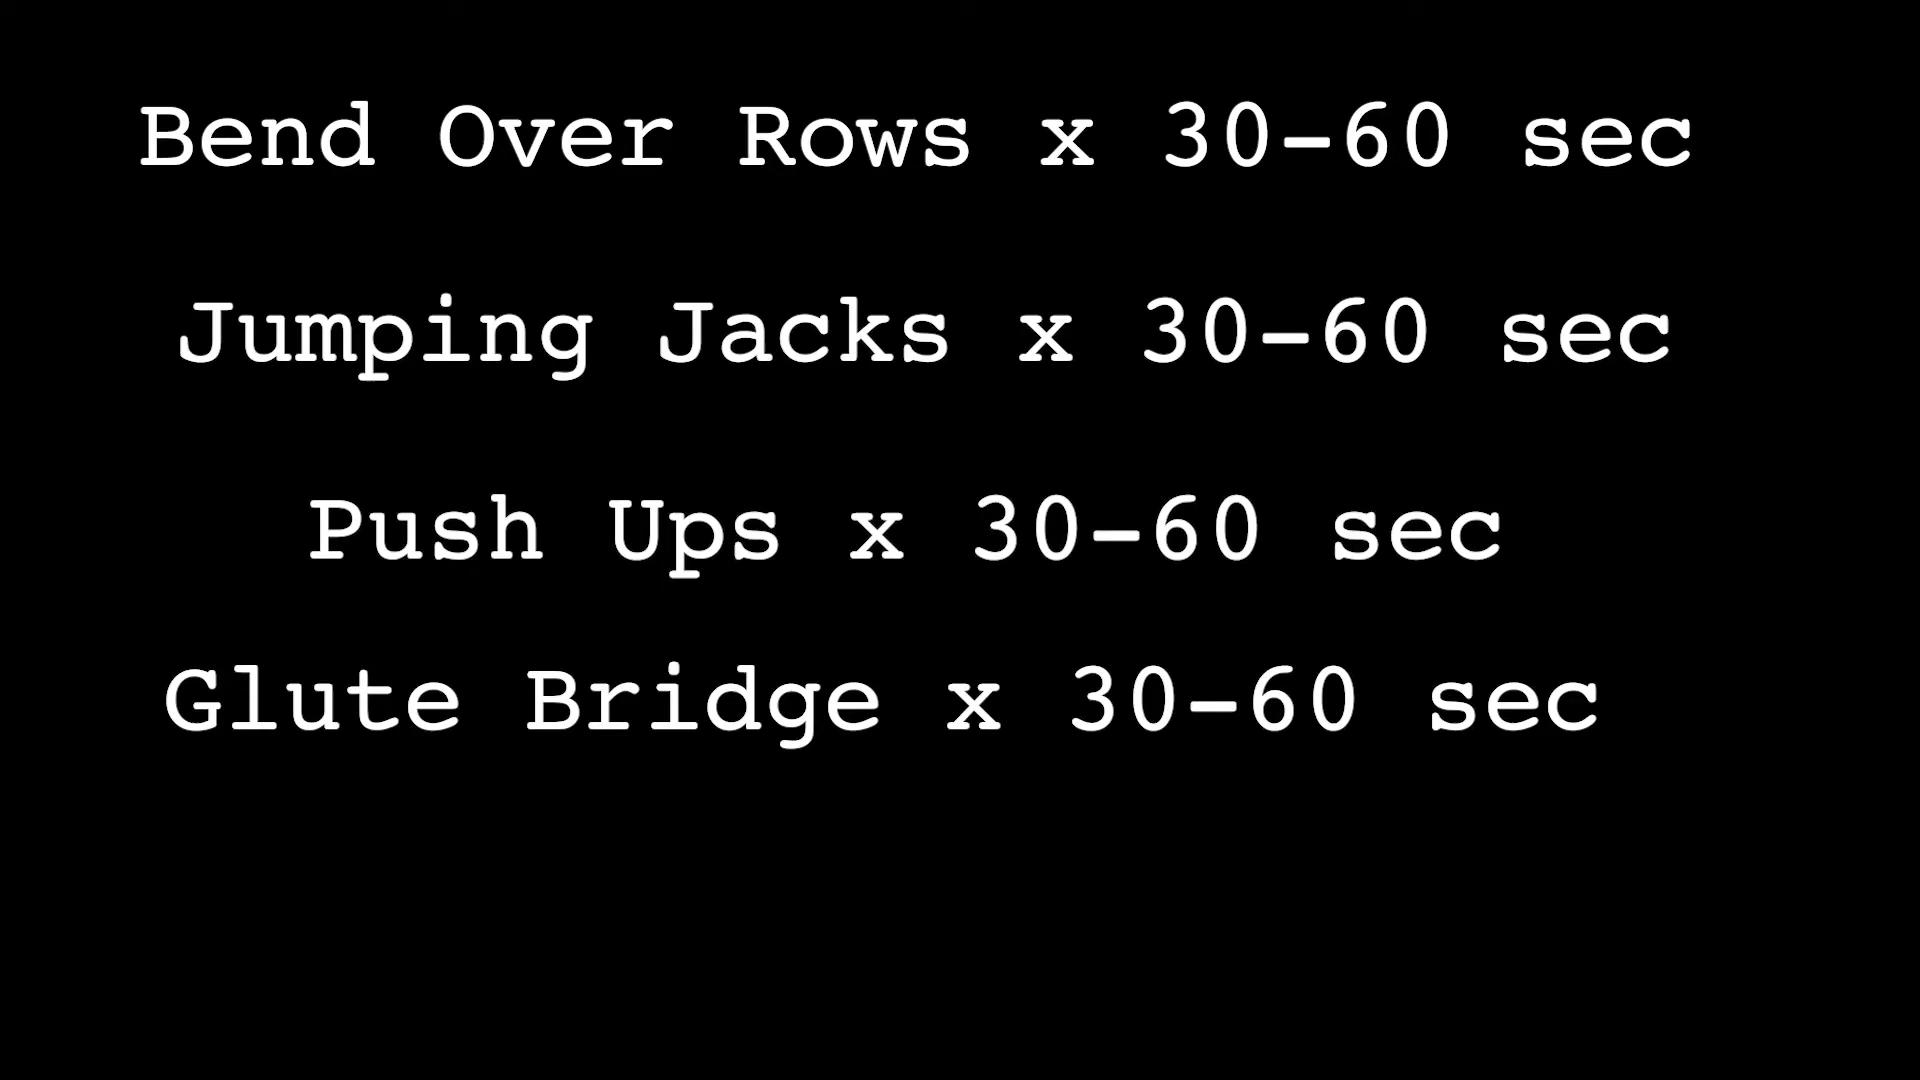 Bend Over Rows x 30-60 sec
Jumping Jacks x 30-60 sec
Push Ups x 30-60 sec
Glute Bridge x 30-60 sec